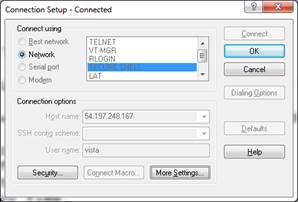 Connection Setup - Connected
Connect using
Best network
Network
Serial port
Modem
TELNET
VT-MGR
RLOGIN
SECURE SHELL
LAT
Connect
OK
Cancel
Dialing Options
Connection options
Host name
54.197.248.167
SSH config scheme:
User name:
vista
Defaults
Help
Security...
Connect Macro...
More Settings...